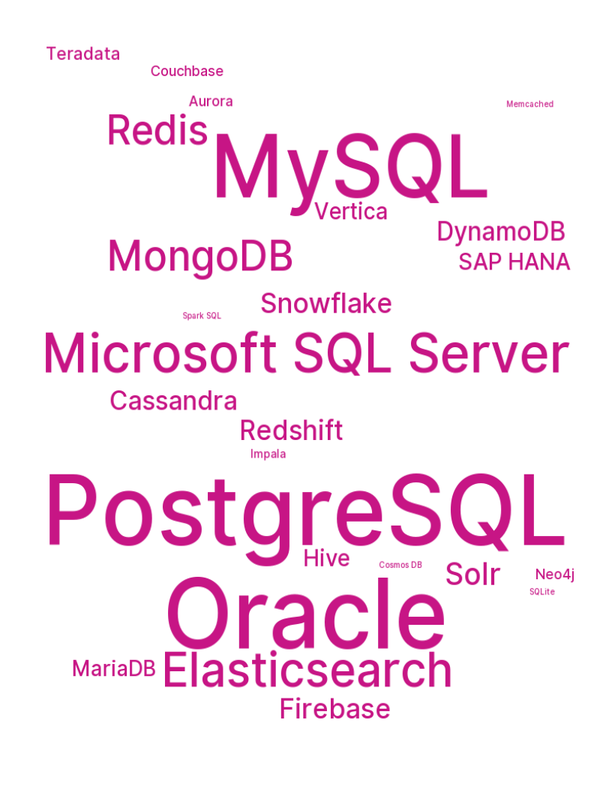 Teradata
Couchbase
Aurora
Memcached
Redis
MySQL
Vertica
DynamoDB
MongoDB
SAP HANA
Snowflake
Spark SQL
Microsoft SQL Server
Cassandra
Redshift
Impala
PostgreSQL
Hive
Cosmos DB
Solr
Neo4j
SQLite
Oracle
MariaDB
Elasticsearch
Firebase